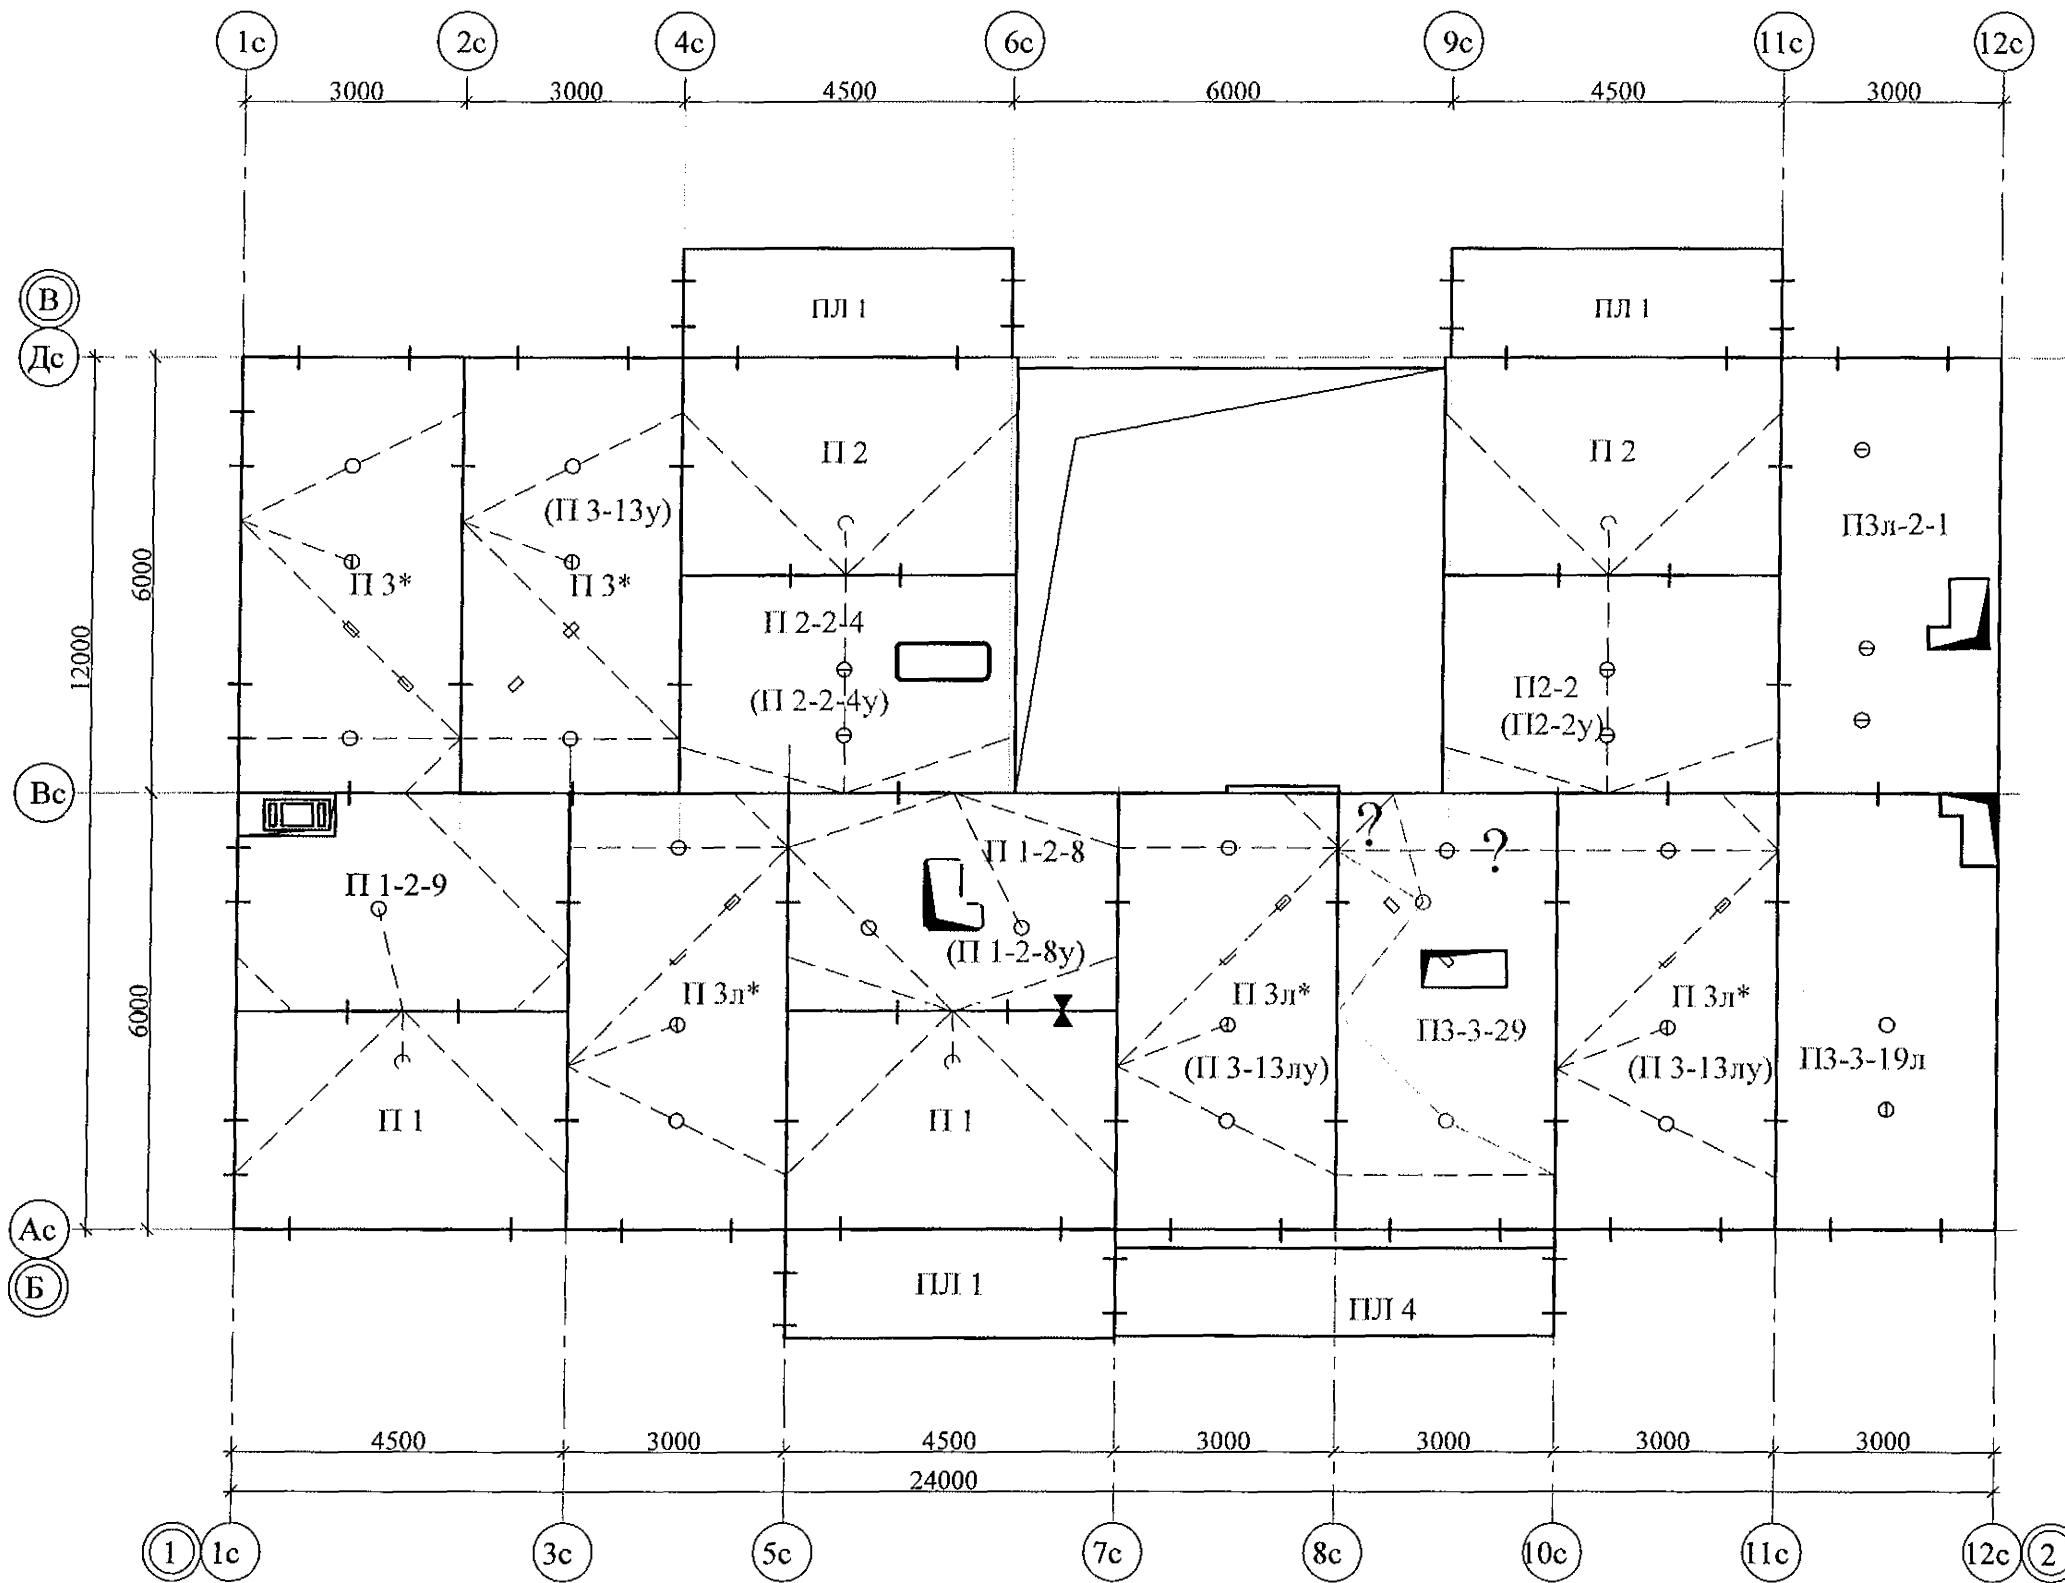 1с 2с 4с 6с 9с 11с 12с
3000 3000 4500 6000 4500 3000
В
ПЛ 1 ПЛ 1
Дс
П 2 П 2
(П 3-13у) П3л-2-1
6000
П 3* П 3*
П 2-2-4
12000
П2-2
(П 2-2-4у)
(П2-2у)
Вс
? ?
П 1-2-8
П 1-2-9
(П 1-2-8у)
П 3л* П 3л* П 3л*
6000
П3-3-29
(П 3-13лу) (П 3-13лу) П3-3-19л
П 1 П 1
Ас
Б
ПЛ 1
ПЛ 4
4500 3000 4500 3000 3000 3000 3000
24000
1 1с 3с 5с 7с 8с 10с 11с 12с 2